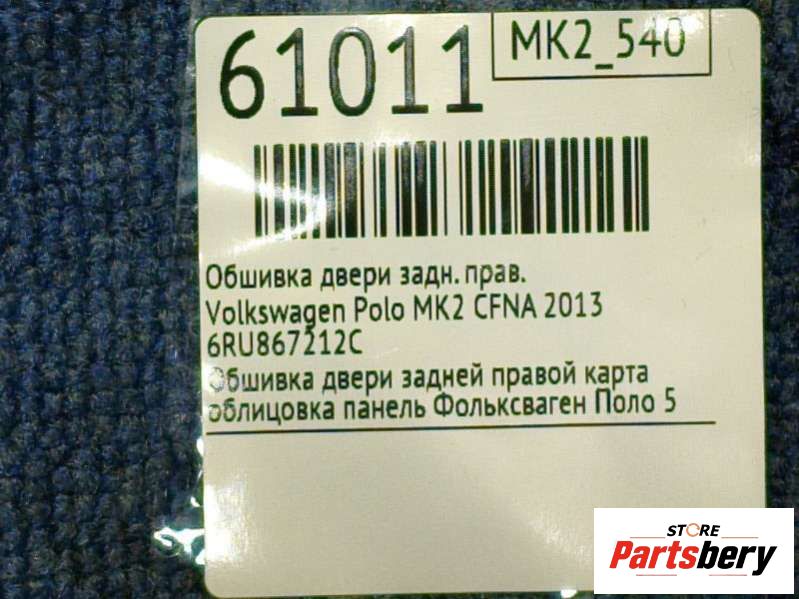 61011
MK2_540
Обшивка двери задн. прав.
Volkswagen Polo MK2 CFNA 2013
6RU867212C
Обшивка двери задней правой карта
облицовка панель Фольксваген Поло 5
STORE
Partsbery